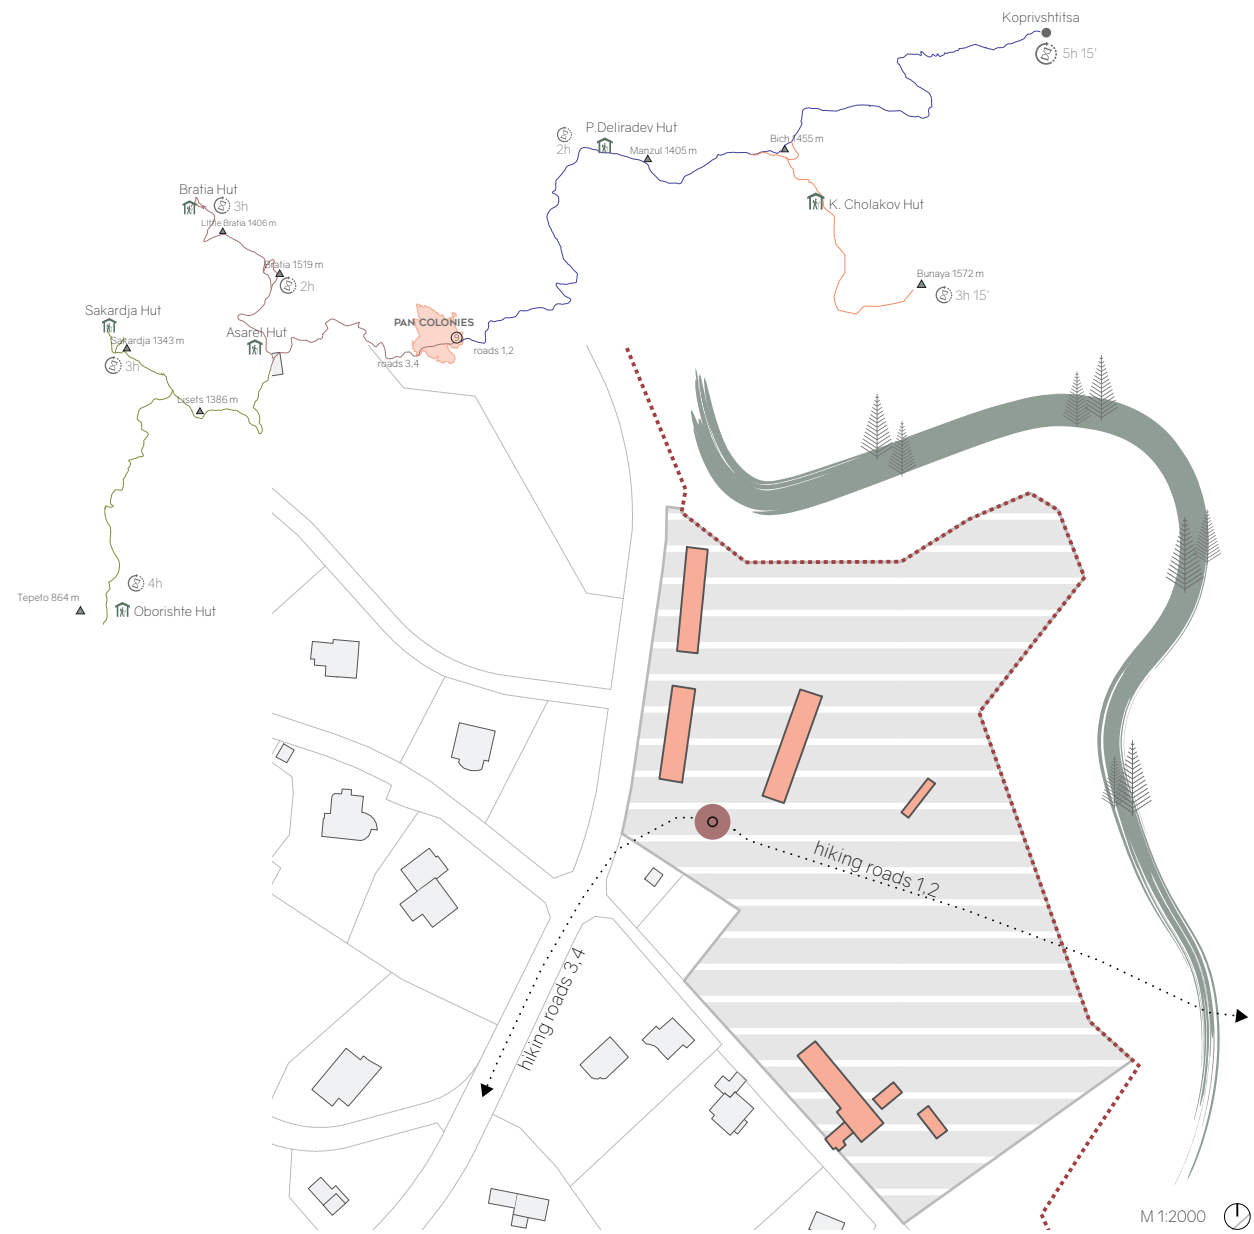 Koprivshtitsa
5h 15'
P.Deliradev Hut
2h
Manzul 1405 m
Bich 1455 m
Bratia Hut
3h
Little Bratia 1406 m
K. Cholakov Hut
Bratia 1519 m
2h
Bunaya 1572 m
3h 15'
Sakardja Hut
PAN COLONIES
9
Asarel Hut
Sakardja 1343 m
roads 1,2
3h
roads 3,4
Lisets 1386 m
4h
Tepeto 864 m
Oborishte Hut
hiking roads 1,2
hiking roads 3,4
M 1:2000